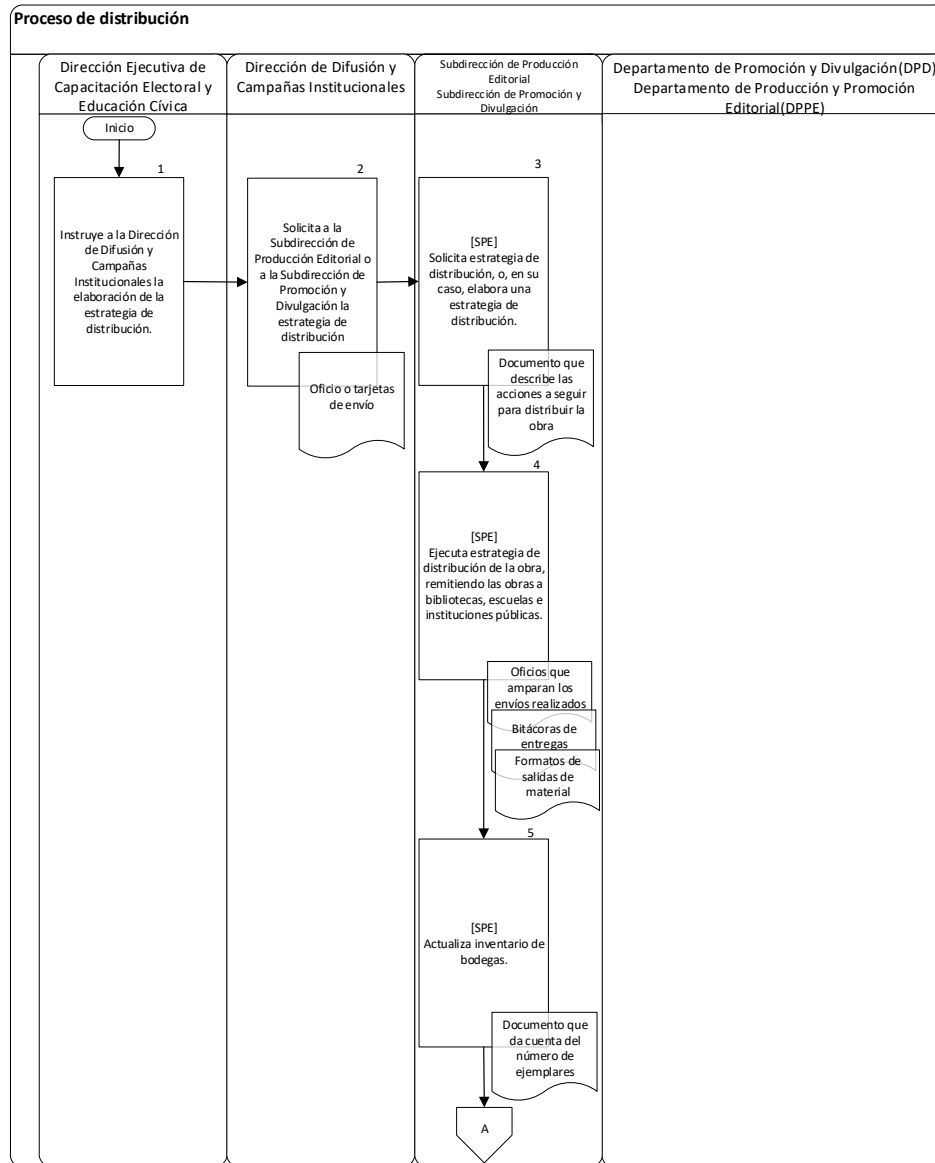 Proceso de distribución
Dirección Ejecutiva de
Capacitación Electoral y
Educación Cívica
Dirección de Difusión y
Campañas Institucionales
Subdirección de Producción
Editorial
Subdirección de Promoción y
Divulgación
Departamento de Promoción y Divulgación(DPD)
Departamento de Producción y Promoción
Editorial(DPPE)
Inicio
1
Instruye a la Dirección
de Difusión y
Campañas
Institucionales la
elaboración de la
estrategia de
distribución.
2
Solicita a la
Subdirección de
Producción Editorial o
a la Subdirección de
Promoción y
Divulgación la
estrategia de
distribución
Oficio o tarjetas
de envío
3
[SPE]
Solicita estrategia de
distribución, o, en su
caso, elabora una
estrategia de
distribución.
Documento que
describe las
acciones a seguir
para distribuir la
obra
4
[SPE]
Ejecuta estrategia de
distribución de la obra,
remitiendo las obras a
bibliotecas, escuelas e
instituciones públicas.
Oficios que
amparan los
envíos realizados
Bitácoras de
entregas
Formatos de
salidas de
material
5
[SPE]
Actualiza inventario de
bodegas.
Documento que
da cuenta del
número de
ejemplares
A